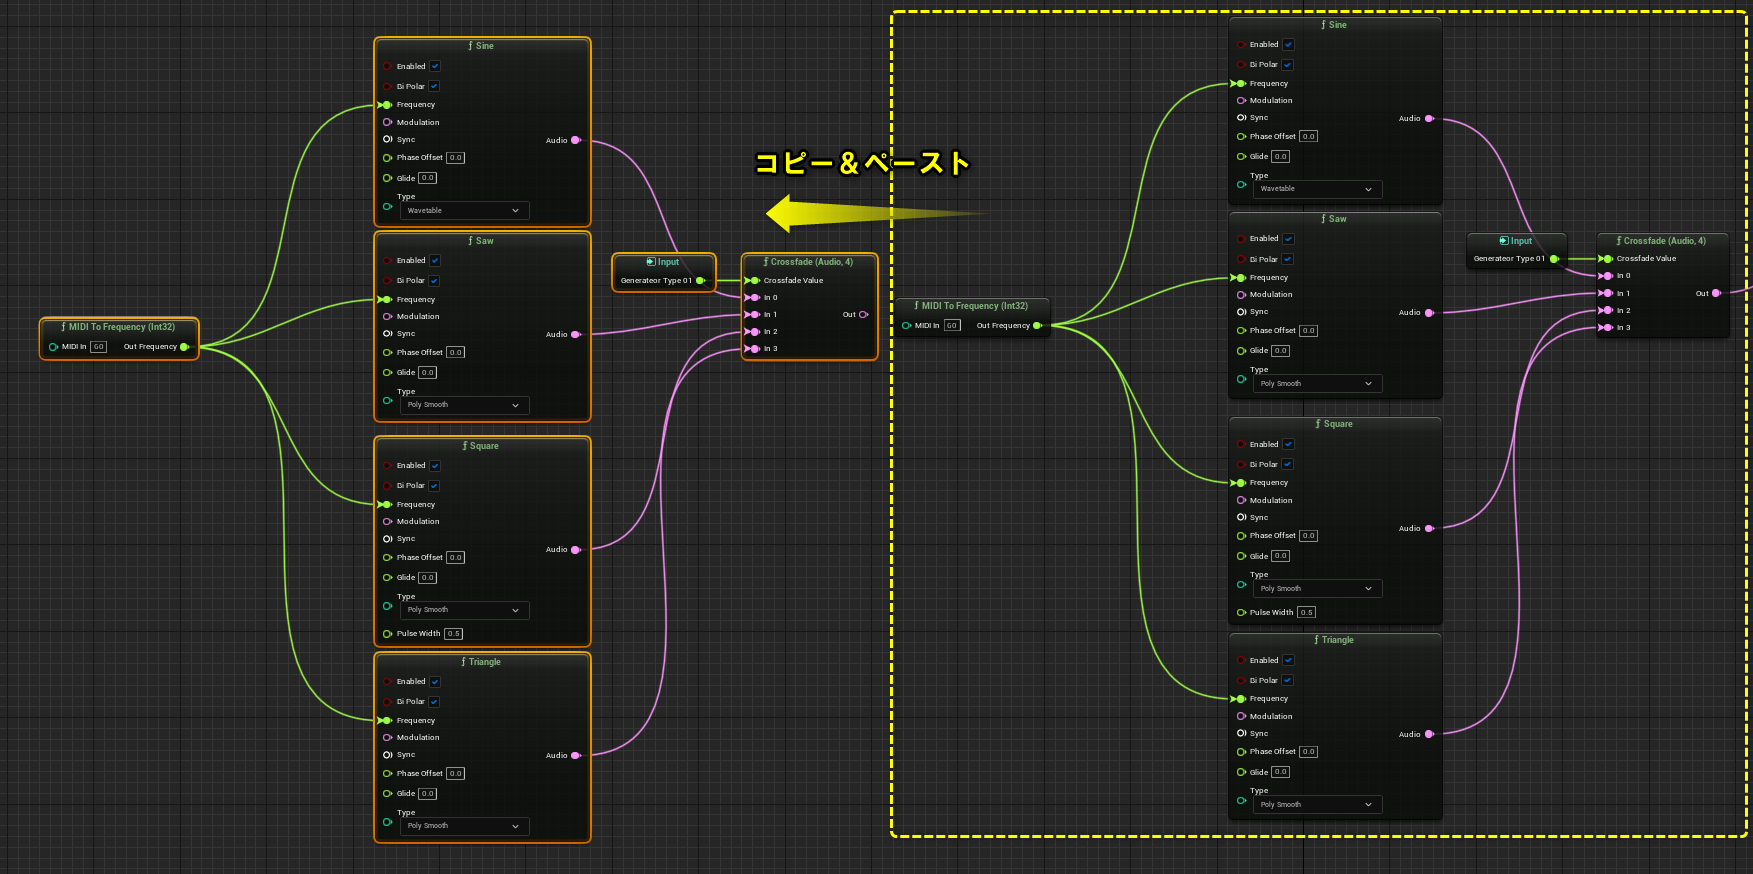 コピー＆ペースト
MIDI To Frequency (Int32)
MIDI In 60 Out Frequency
Sine
Enabled
Bi Polar
Frequency
Modulation
Sync
Audio
Phase Offset 0.0
Glide 0.0
Type
Wavetable
Saw
Enabled
Bi Polar
Frequency
Modulation
Sync
Audio
Phase Offset 0.0
Glide 0.0
Type
Poly Smooth
Square
Enabled
Bi Polar
Frequency
Modulation
Sync
Audio
Phase Offset 0.0
Glide 0.0
Type
Poly Smooth
Pulse Width 0.5
Triangle
Enabled
Bi Polar
Frequency
Modulation
Sync
Audio
Phase Offset 0.0
Glide 0.0
Type
Poly Smooth
Input
Generateor Type 01
Crossfade (Audio, 4)
Crossfade Value
In 0
In 1
Out
In 2
In 3
MIDI To Frequency (Int32)
MIDI In 60 Out Frequency
Sine
Enabled
Bi Polar
Frequency
Modulation
Sync
Audio
Phase Offset 0.0
Glide 0.0
Type
Wavetable
Saw
Enabled
Bi Polar
Frequency
Modulation
Sync
Audio
Phase Offset 0.0
Glide 0.0
Type
Poly Smooth
Square
Enabled
Bi Polar
Frequency
Modulation
Sync
Audio
Phase Offset 0.0
Glide 0.0
Type
Poly Smooth
Pulse Width 0.5
Triangle
Enabled
Bi Polar
Frequency
Modulation
Sync
Audio
Phase Offset 0.0
Glide 0.0
Type
Poly Smooth
Input
Generateor Type 01
Crossfade (Audio, 4)
Crossfade Value
In 0
In 1
Out
In 2
In 3